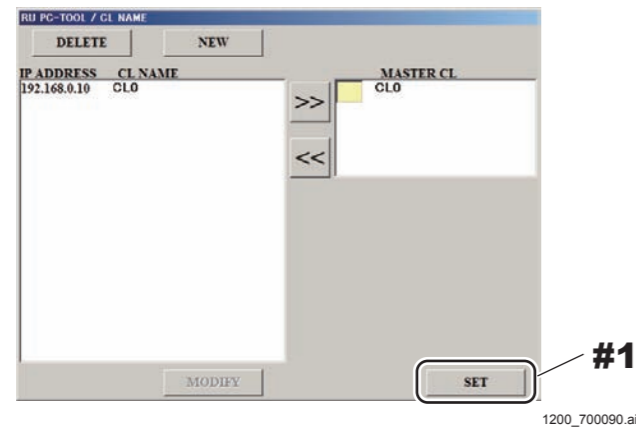 RU PC-TOOL / CL NAME
DELETE NEW
IP ADDRESS CL NAME MASTER CL
192.168.0.10 CL0 CL0
>>
<<
MODIFY SET
#1
1200_700090.ai